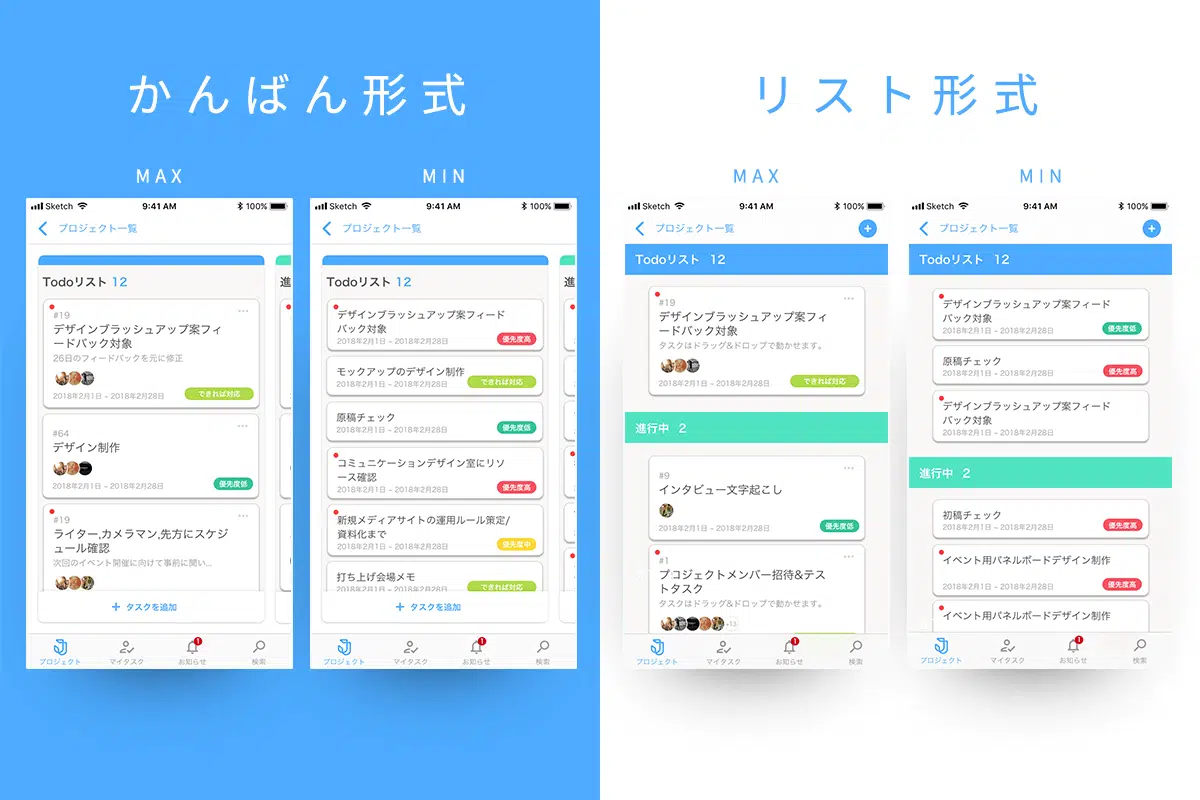 かんばん形式
MAX
Sketch 9:41 AM 100%
プロジェクト一覧
Todoリスト 12
進
#19
デザインブラッシュアップ案フィ
ードバック対象
26日のフィードバックを元に修正
2018年2月1日 ~ 2018年2月28日 できれば対応
#64
デザイン制作
2018年2月1日 ~ 2018年2月28日 優先度低
#19
ライター,カメラマン,先方にスケジ
ュール確認
次回のイベント開催に向けて事前に聞い...
+ タスクを追加
プロジェクト マイタスク お知らせ 検索
1
MIN
Sketch 9:41 AM 100%
プロジェクト一覧
Todoリスト 12
進
デザインブラッシュアップ案フィード
バック対象
2018年2月1日 ~ 2018年2月28日 優先度高
モックアップのデザイン制作
2018年2月1日 ~ 2018年2月28日 できれば対応
原稿チェック
2018年2月1日 ~ 2018年2月28日 優先度低
コミュニケーションデザイン室にリソ
ース確認
2018年2月1日 ~ 2018年2月26日 優先度高
新規メディアサイトの運用ルール策定/
資料化まで
2018年2月1日 ~ 2018年2月28日 優先度中
打ち上げ会場メモ
2018年2月1日 ~ 2018年2月28日 できれば対応
+ タスクを追加
プロジェクト マイタスク お知らせ 検索
1
リスト形式
MAX
Sketch 9:41 AM 100%
プロジェクト一覧 +
Todoリスト 12
#19
デザインブラッシュアップ案フィ
ードバック対象
タスクはドラッグ&ドロップで動かせます。
2018年2月1日 ~ 2018年2月28日 できれば対応
進行中 2
#9
インタビュー文字起こし
2018年2月1日 ~ 2018年2月28日 優先度低
#1
プロジェクトメンバー招待&テス
トタスク
タスクはドラッグ&ドロップで動かせます。
+13
プロジェクト マイタスク お知らせ 検索
1
MIN
Sketch 9:41 AM 100%
プロジェクト一覧 +
Todoリスト 12
デザインブラッシュアップ案フィード
バック対象
2018年2月1日 ~ 2018年2月28日 優先度低
原稿チェック
2018年2月1日 ~ 2018年2月28日 優先度高
デザインブラッシュアップ案フィード
バック対象
2018年2月1日 ~ 2018年2月28日
進行中 2
初稿チェック
2018年2月1日 ~ 2018年2月28日 優先度高
イベント用パネルボードデザイン制作
2018年2月1日 ~ 2018年2月28日 優先度高
イベント用パネルボードデザイン制作
プロジェクト マイタスク お知らせ 検索
1